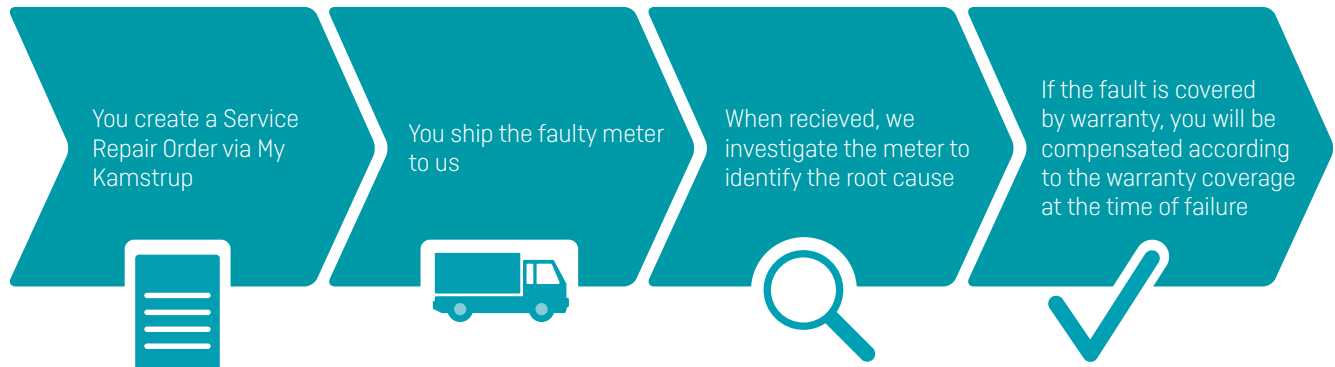 You create a Service
Repair Order via My
Kamstrup
You ship the faulty meter
to us
When recieved, we
investigate the meter to
identify the root cause
If the fault is covered
by warranty, you will be
compensated according
to the warranty coverage
at the time of failure